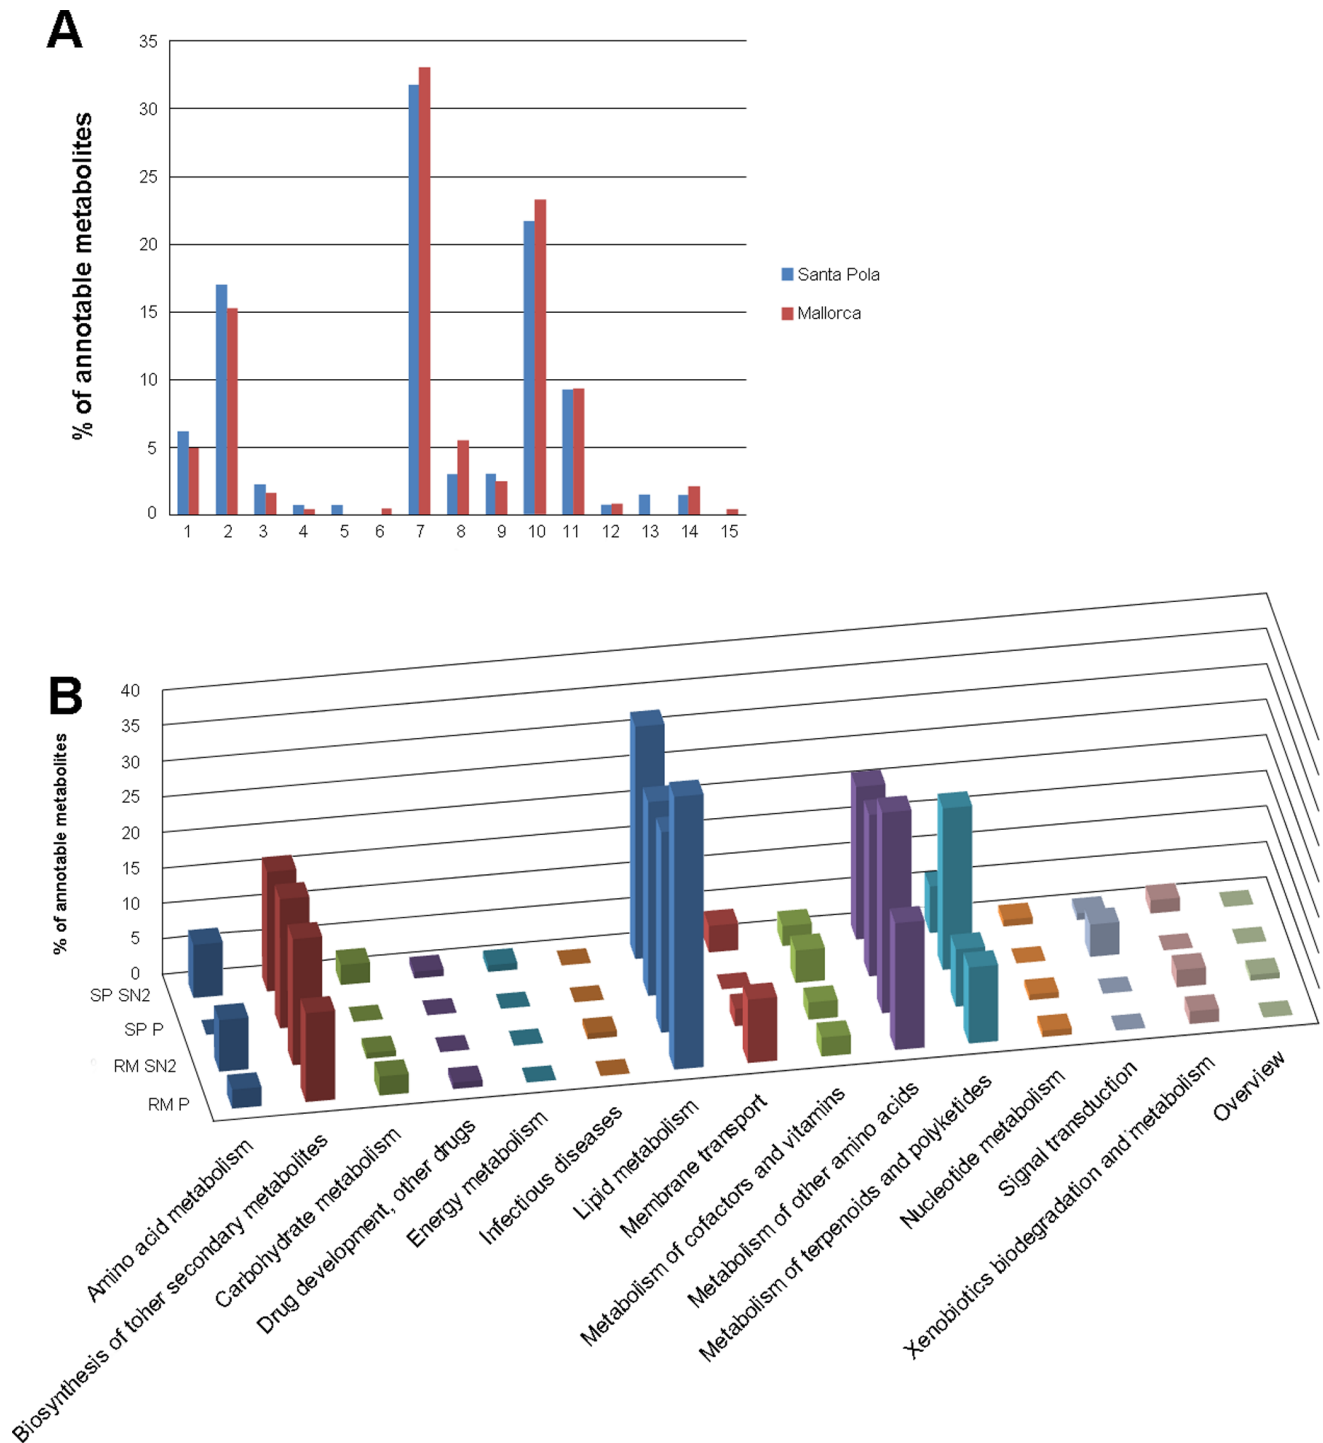 A
% of annotable metabolites
35
30
25
20
15
10
5
0
1 2 3 4 5 6 7 8 9 10 11 12 13 14 15
Santa Pola
Mallorca
B
% of annotable metabolites
40
35
30
25
20
15
10
5
0
SP SN2
SP P
RM SN2
RM P
Amino acid metabolism
Biosynthesis of toher secondary metabolites
Carbohydrate metabolism
Drug development, other drugs
Energy metabolism
Infectious diseases
Lipid metabolism
Membrane transport
Metabolism of cofactors and vitamins
Metabolism of other amino acids
Metabolism of terpenoids and polyketides
Nucleotide metabolism
Signal transduction
Xenobiotics biodegradation and metabolism
Overview